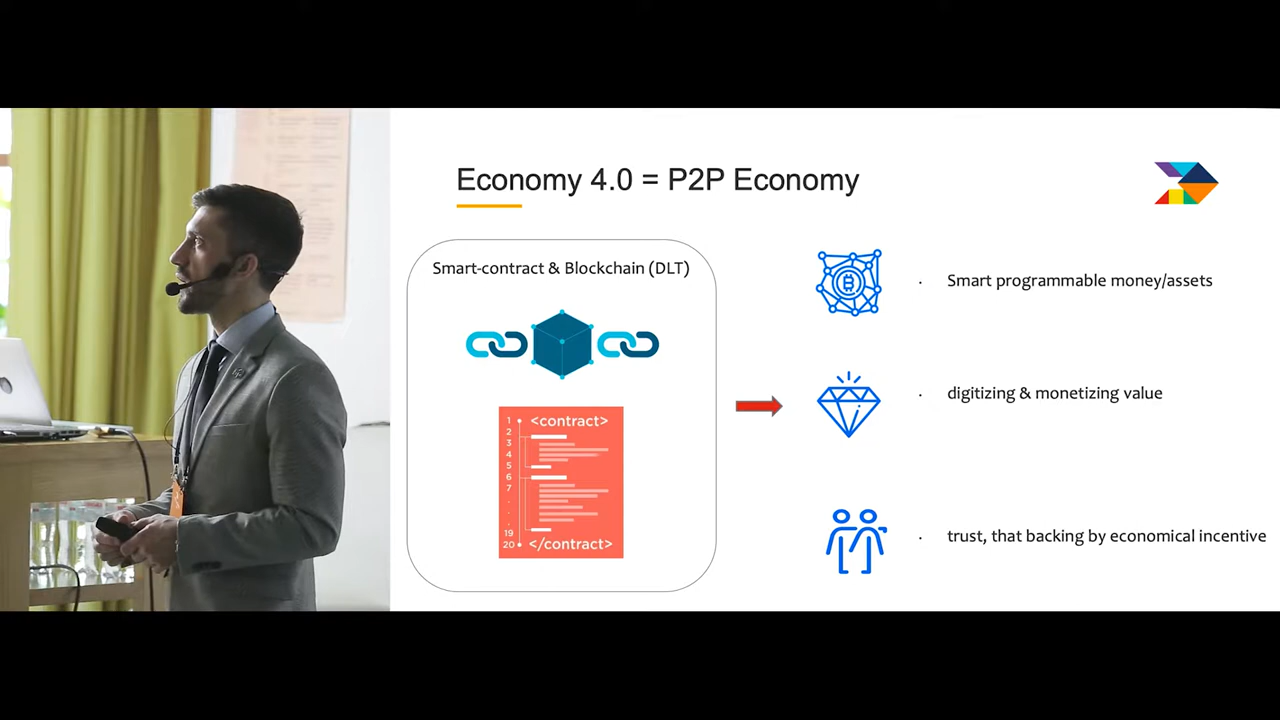 Economy 4.0 = P2P Economy
Smart-contract & Blockchain (DLT)
1
<contract>
2
3
4
5
6
7
.
.
.
19
20
</contract>
· Smart programmable money/assets
· digitizing & monetizing value
· trust, that backing by economical incentive